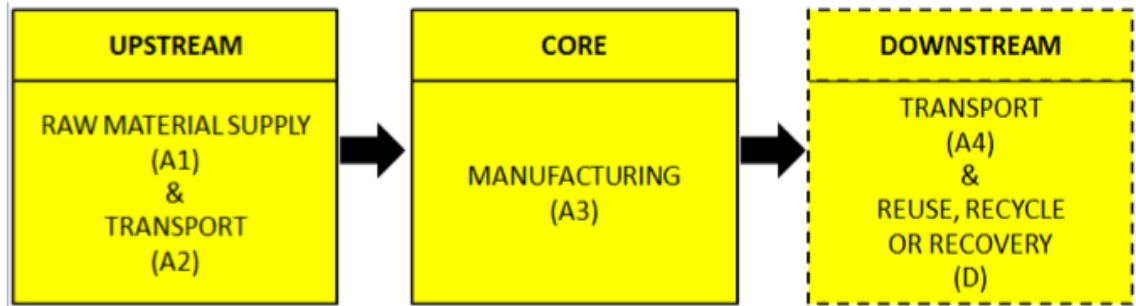 UPSTREAM
RAW MATERIAL SUPPLY
(A1)
&
TRANSPORT
(A2)
CORE
MANUFACTURING
(A3)
DOWNSTREAM
TRANSPORT
(A4)
&
REUSE, RECYCLE
OR RECOVERY
(D)